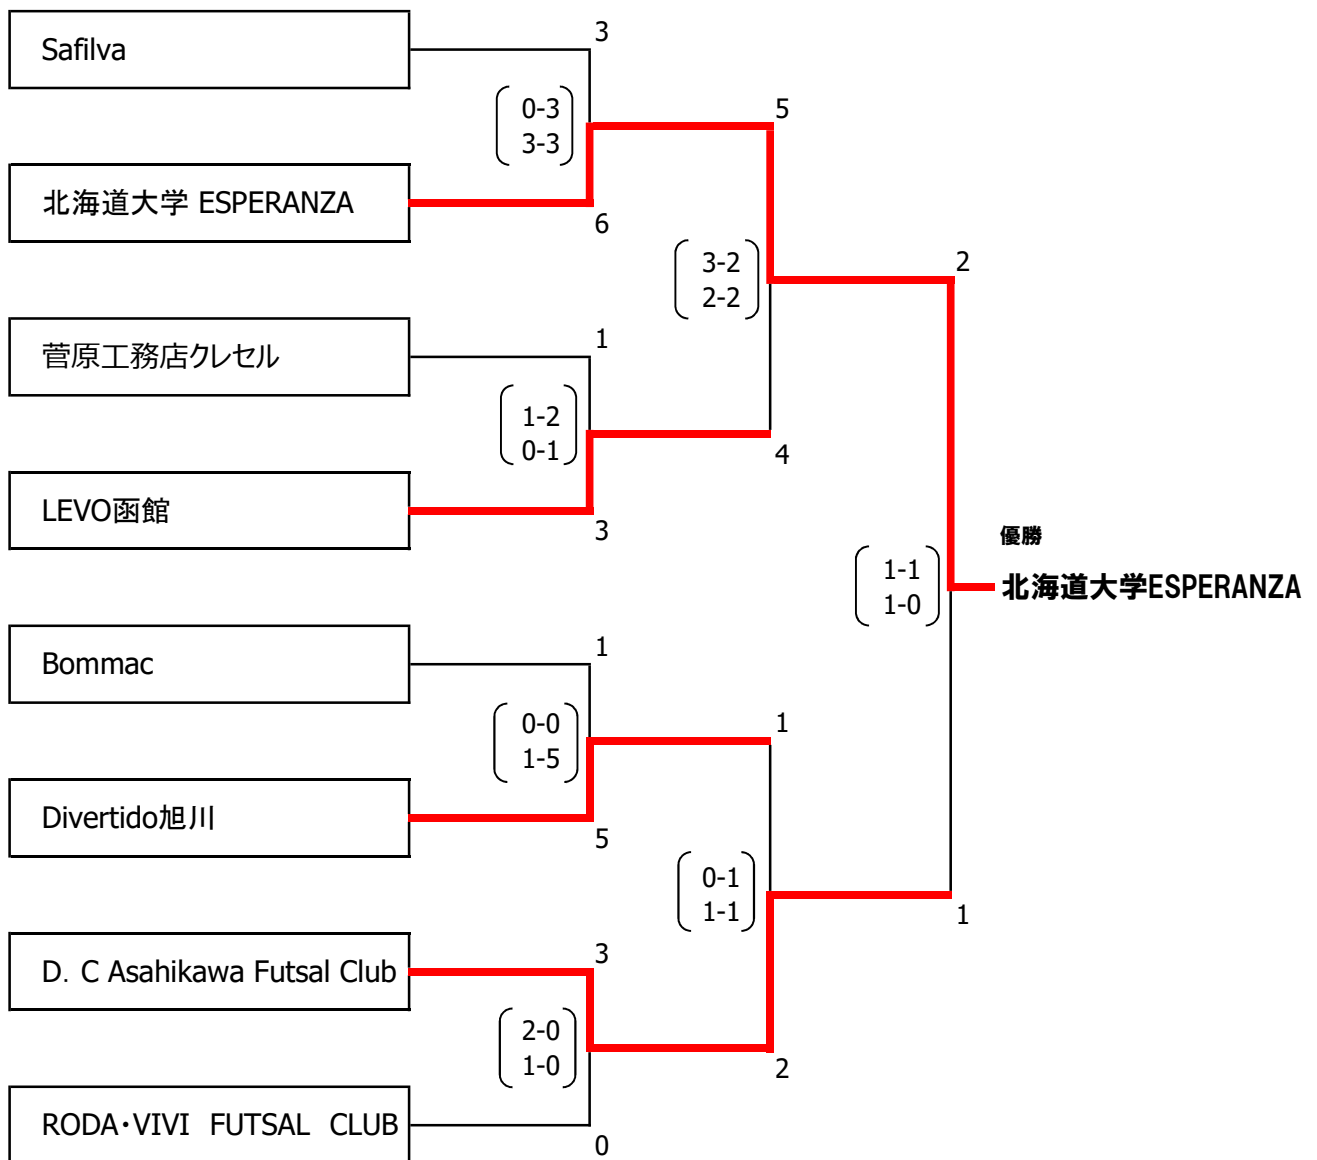 Safilva
3
0-3
3-3
5
北海道大学 ESPERANZA
6
3-2
2-2
2
菅原工務店クレセル
1
1-2
0-1
4
LEVO函館
3
優勝
1-1
1-0
北海道大学ESPERANZA
Bommac
1
0-0
1-5
1
Divertido旭川
5
0-1
1-1
1
D. C Asahikawa Futsal Club
3
2-0
1-0
2
RODA・VIVI FUTSAL CLUB
0